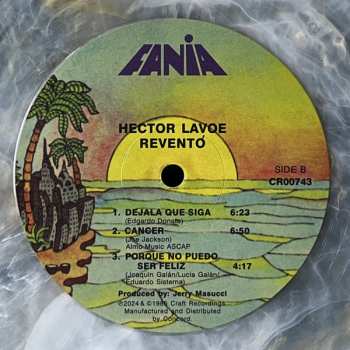 FANIA
HECTOR LAVOE
REVENTÓ
SIDE B
CR00743
1. DEJALA QUE SIGA 6:23
(Edgardo Donato)
2. CANCER 6:50
(Joe Jackson)
Almo Music ASCAP
3. PORQUE NO PUEDO
SER FELIZ 4:17
(Joaquin Galán/Lucia Galán/
Eduardo Sisterna)
Produced by: Jerry Masucci
℗2024 & ©1985 Craft Recordings
Manufactured and Distributed
by Concord.